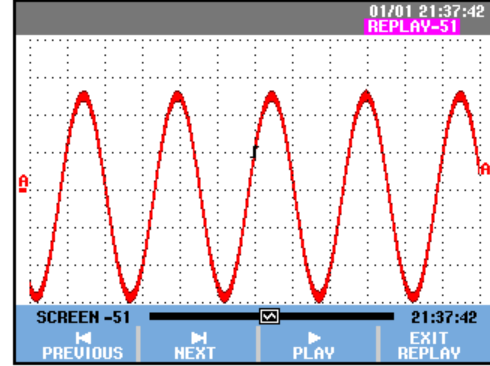 01/01 21:37:42
REPLAY-51
A
A
SCREEN -51 21:37:42
PREVIOUS NEXT PLAY EXIT REPLAY